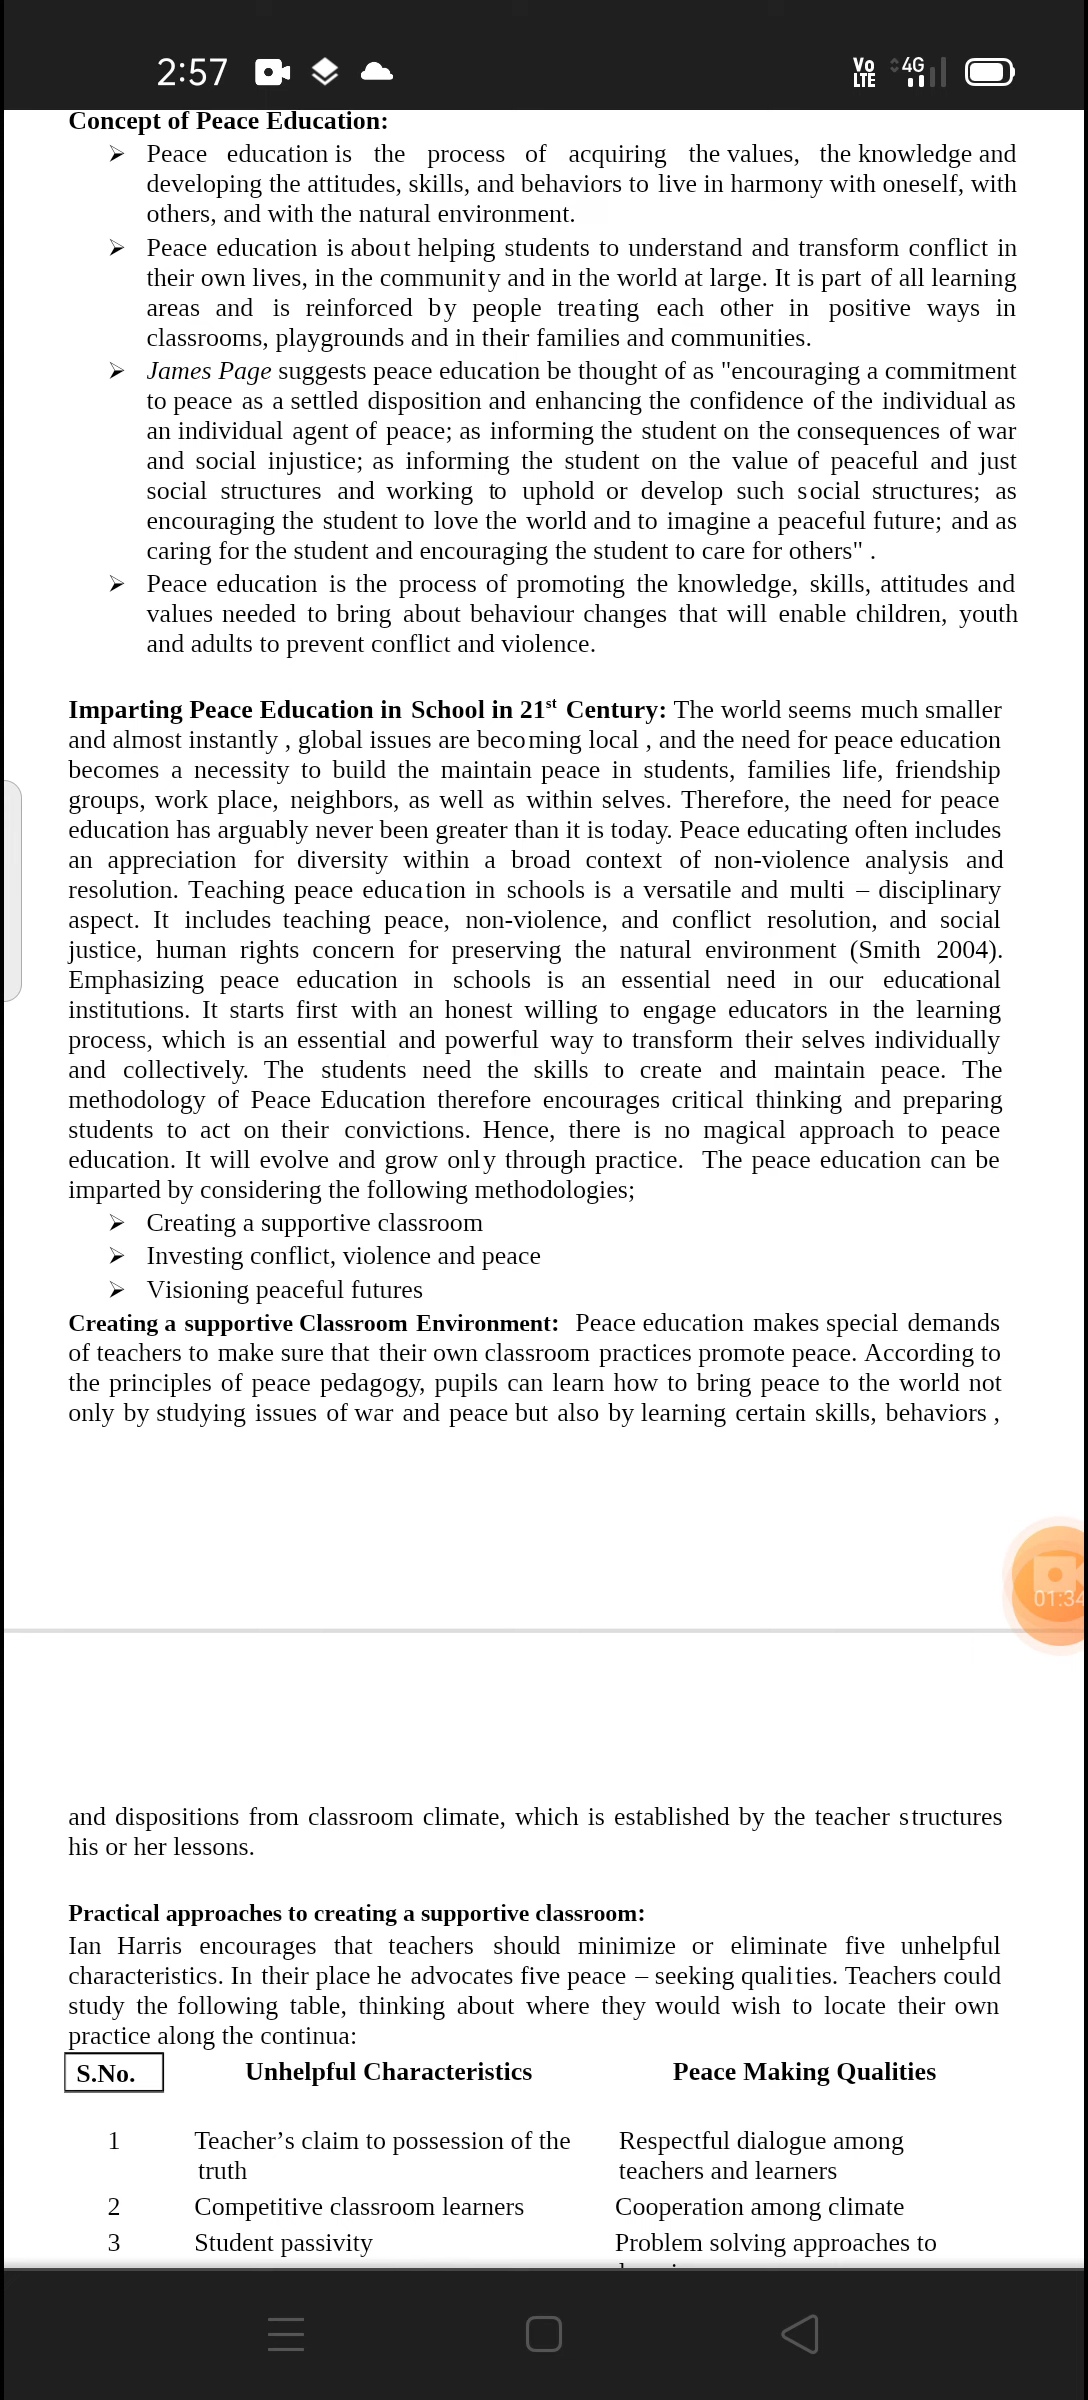 2:57
Vo
LTE
4G
Concept of Peace Education:
➢ Peace education is the process of acquiring the values, the knowledge and
developing the attitudes, skills, and behaviors to live in harmony with oneself, with
others, and with the natural environment.
➢ Peace education is about helping students to understand and transform conflict in
their own lives, in the community and in the world at large. It is part of all learning
areas and is reinforced by people treating each other in positive ways in
classrooms, playgrounds and in their families and communities.
➢ James Page suggests peace education be thought of as "encouraging a commitment
to peace as a settled disposition and enhancing the confidence of the individual as
an individual agent of peace; as informing the student on the consequences of war
and social injustice; as informing the student on the value of peaceful and just
social structures and working to uphold or develop such social structures; as
encouraging the student to love the world and to imagine a peaceful future; and as
caring for the student and encouraging the student to care for others" .
➢ Peace education is the process of promoting the knowledge, skills, attitudes and
values needed to bring about behaviour changes that will enable children, youth
and adults to prevent conflict and violence.
Imparting Peace Education in School in 21st Century: The world seems much smaller
and almost instantly , global issues are becoming local , and the need for peace education
becomes a necessity to build the maintain peace in students, families life, friendship
groups, work place, neighbors, as well as within selves. Therefore, the need for peace
education has arguably never been greater than it is today. Peace educating often includes
an appreciation for diversity within a broad context of non-violence analysis and
resolution. Teaching peace education in schools is a versatile and multi – disciplinary
aspect. It includes teaching peace, non-violence, and conflict resolution, and social
justice, human rights concern for preserving the natural environment (Smith 2004).
Emphasizing peace education in schools is an essential need in our educational
institutions. It starts first with an honest willing to engage educators in the learning
process, which is an essential and powerful way to transform their selves individually
and collectively. The students need the skills to create and maintain peace. The
methodology of Peace Education therefore encourages critical thinking and preparing
students to act on their convictions. Hence, there is no magical approach to peace
education. It will evolve and grow only through practice. The peace education can be
imparted by considering the following methodologies;
➢ Creating a supportive classroom
➢ Investing conflict, violence and peace
➢ Visioning peaceful futures
Creating a supportive Classroom Environment: Peace education makes special demands
of teachers to make sure that their own classroom practices promote peace. According to
the principles of peace pedagogy, pupils can learn how to bring peace to the world not
only by studying issues of war and peace but also by learning certain skills, behaviors ,
01:34
and dispositions from classroom climate, which is established by the teacher structures
his or her lessons.
Practical approaches to creating a supportive classroom:
Ian Harris encourages that teachers should minimize or eliminate five unhelpful
characteristics. In their place he advocates five peace – seeking qualities. Teachers could
study the following table, thinking about where they would wish to locate their own
practice along the continua:
S.No. Unhelpful Characteristics Peace Making Qualities
1 Teacher’s claim to possession of the Respectful dialogue among
truth teachers and learners
2 Competitive classroom learners Cooperation among climate
3 Student passivity Problem solving approaches to